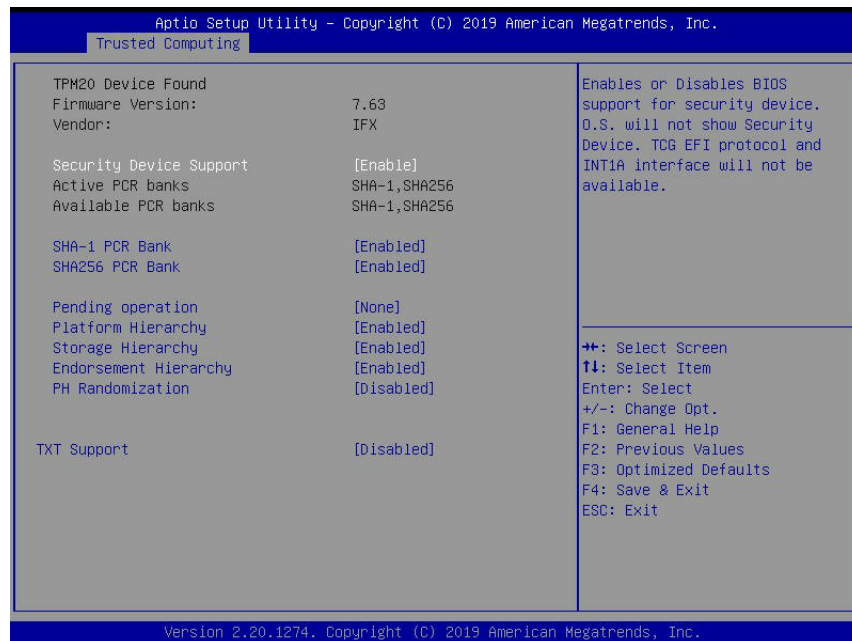 Aptio Setup Utility – Copyright (C) 2019 American Megatrends, Inc.
Trusted Computing
TPM20 Device Found
Firmware Version: 7.63
Vendor: IFX
Security Device Support [Enable]
Active PCR banks SHA-1,SHA256
Available PCR banks SHA-1,SHA256
SHA-1 PCR Bank [Enabled]
SHA256 PCR Bank [Enabled]
Pending operation [None]
Platform Hierarchy [Enabled]
Storage Hierarchy [Enabled]
Endorsement Hierarchy [Enabled]
PH Randomization [Disabled]
TXT Support [Disabled]
Enables or Disables BIOS
support for security device.
O.S. will not show Security
Device. TCG EFI protocol and
INT1A interface will not be
available.
→←: Select Screen
↑↓: Select Item
Enter: Select
+/-: Change Opt.
F1: General Help
F2: Previous Values
F3: Optimized Defaults
F4: Save & Exit
ESC: Exit
Version 2.20.1274. Copyright (C) 2019 American Megatrends, Inc.